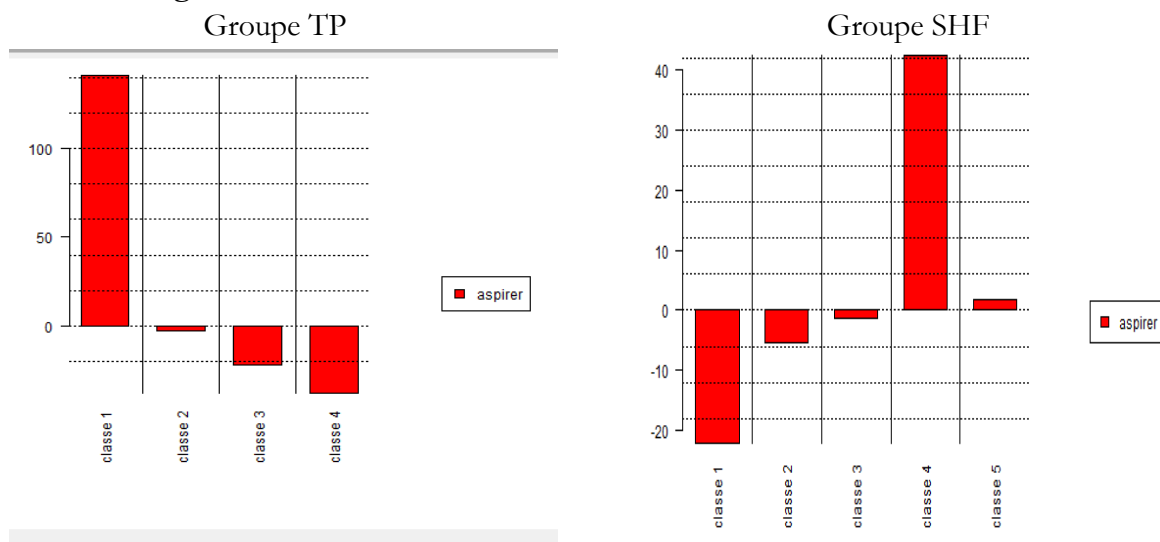 Groupe TP
100
50
0
classe 1
classe 2
classe 3
classe 4
aspirer
Groupe SHF
40
30
20
10
0
-10
-20
classe 1
classe 2
classe 3
classe 4
classe 5
aspirer